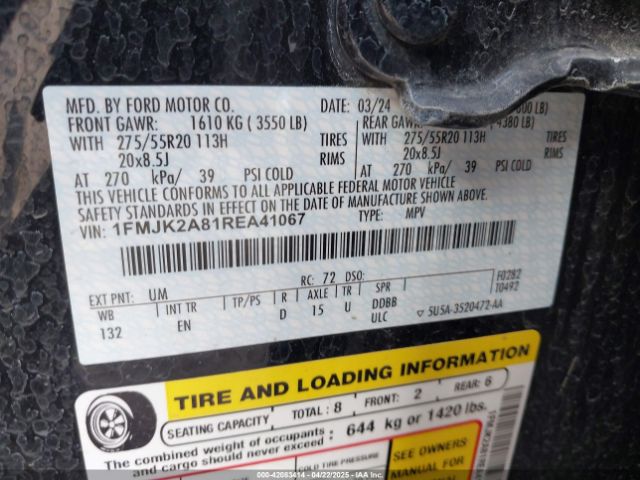 MFD. BY FORD MOTOR CO.
03/24
FRONT GAWR: 1610 KG ( 3550 LB)
REAR GAWR: 4380 LB)
WITH 275/55R20 113H TIRES
WITH 275/55R20 113H TIRES
20x8.5J RIMS
20x8.5J RIMS
AT 270 kPa/ 39 PSI COLD
AT 270 kPa/ 39 PSI COLD
THIS VEHICLE CONFORMS TO ALL APPLICABLE FEDERAL MOTOR VEHICLE
SAFETY STANDARDS IN EFFECT ON THE DATE OF MANUFACTURE SHOWN ABOVE.
VIN: 1FMJK2A81REA41067
TYPE: MPV
EXT PNT: UM RC: 72 DSO:
F0282
T0492
WB INT TR TP/PS R AXLE TR SPR
132 EN D 15 U DDBB
ULC
5U5A-3520472-AA
TIRE AND LOADING INFORMATION
SEATING CAPACITY TOTAL: 8 FRONT: 2 REAR: 6
The combined weight of occupants
and cargo should never exceed: 644 kg or 1420 lbs.
COLD TIRE PRESSURE
SEE OWNERS
MANUAL FOR
42083414 - 04/22/2025